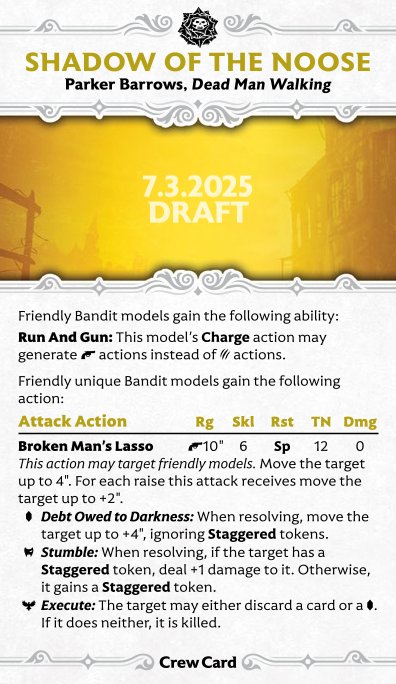 SHADOW OF THE NOOSE
Parker Barrows, Dead Man Walking
7.3.2025
DRAFT
Friendly Bandit models gain the following ability:
Run And Gun: This model's Charge action may
generate actions instead of actions.
Friendly unique Bandit models gain the following
action:
Attack Action Rg Skl Rst TN Dmg
Broken Man's Lasso 10" 6 Sp 12 0
This action may target friendly models. Move the target
up to 4". For each raise this attack receives move the
target up to +2".
Debt Owed to Darkness: When resolving, move the
target up to +4", ignoring Staggered tokens.
Stumble: When resolving, if the target has a
Staggered token, deal +1 damage to it. Otherwise,
it gains a Staggered token.
Execute: The target may either discard a card or a .
If it does neither, it is killed.
Crew Card